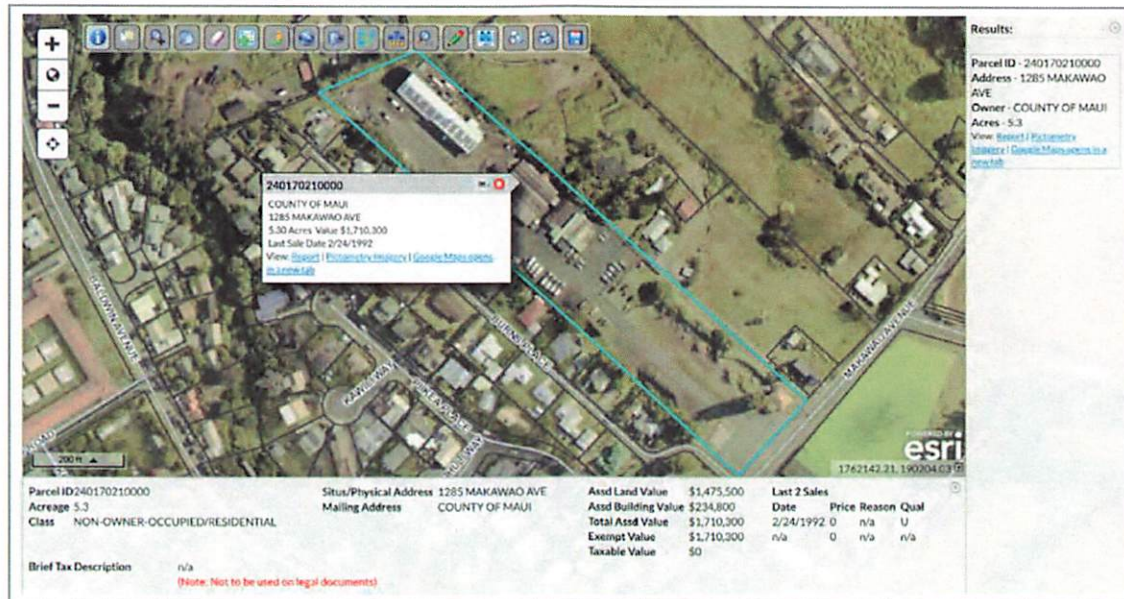 Results:
Parcel ID - 240170210000
Address - 1285 MAKAWAO
AVE
Owner - COUNTY OF MAUI
Acres - 5.3
View: Report | Pictometry
Imagery | Google Maps opens in a
new tab
240170210000
COUNTY OF MAUI
1285 MAKAWAO AVE
5.30 Acres Value $1,710,300
Last Sale Date 2/24/1992
View: Report | Pictometry Imagery | Google Maps opens
in a new tab
BALDWIN AVENUE
KAWILI WAY
PIKEA PLACE
MAKAWAO AVENUE
ROAD
200 ft
POWERED BY
esri
1762142.21, 190204.03
Parcel ID 240170210000
Acreage 5.3
Class NON-OWNER-OCCUPIED/RESIDENTIAL
Situs/Physical Address 1285 MAKAWAO AVE
Mailing Address COUNTY OF MAUI
Assd Land Value $1,475,500
Assd Building Value $234,800
Total Assd Value $1,710,300
Exempt Value $1,710,300
Taxable Value $0
Last 2 Sales
Date Price Reason Qual
2/24/1992 0 n/a U
n/a 0 n/a n/a
Brief Tax Description n/a
(Note: Not to be used on legal documents)